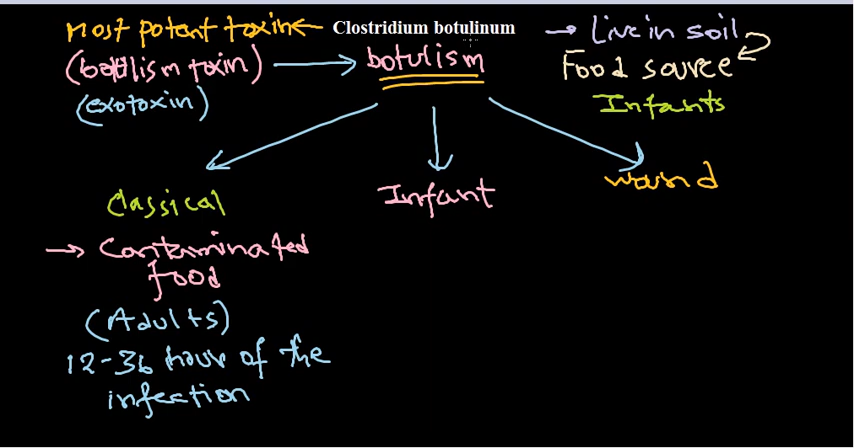 Most potent toxin ← Clostridium botulinum → Live in soil
(botulism toxin) → botulism Food source
(exotoxin) Infants
Classical Infant wound
→ Contaminated
food
(Adults)
12-36 hour of the
infection